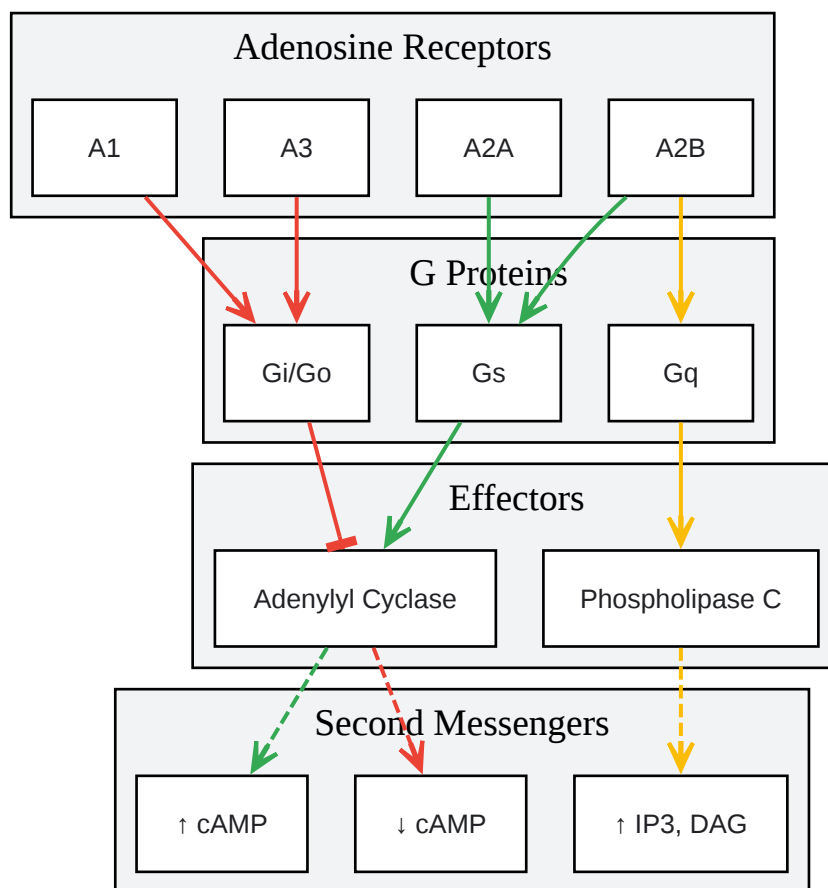 Adenosine Receptors
A1
A3
A2A
A2B
G Proteins
Gi/Go
Gs
Gq
Effectors
Adenylyl Cyclase
Phospholipase C
Second Messengers
↑ cAMP
↓ cAMP
↑ IP3, DAG